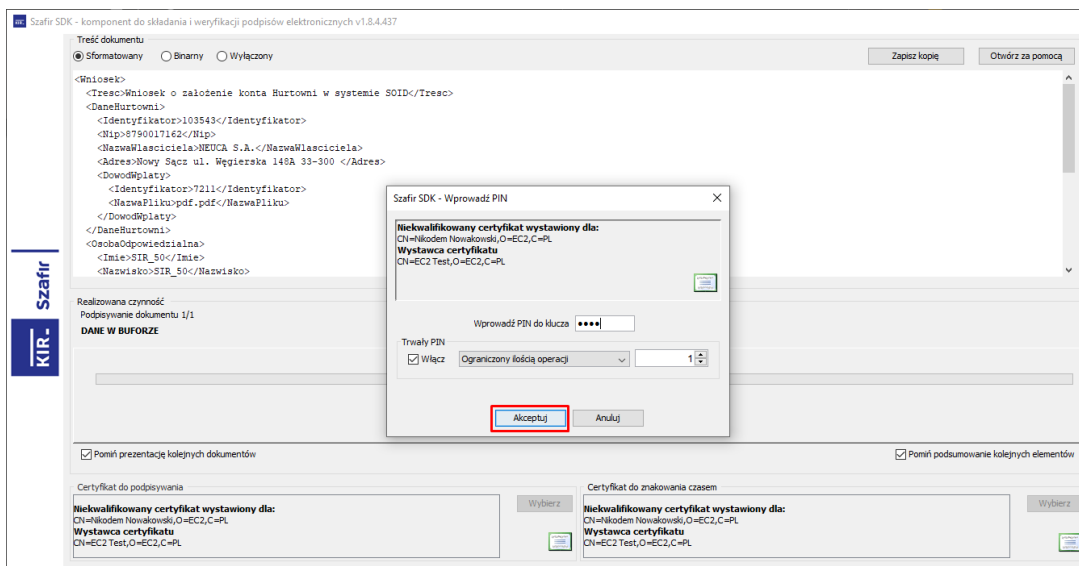 Szafir SDK - komponent do składania i weryfikacji podpisów elektronicznych v1.8.4.437
Treść dokumentu
Sformatowany Binarny Wyłączony Zapisz kopię Otwórz za pomocą
<Wniosek>
<Tresc>Wniosek o założenie konta Hurtowni w systemie SOID</Tresc>
<DaneHurtowni>
<Identyfikator>103543</Identyfikator>
<Nip>8790017162</Nip>
<NazwaWlasciciela>NEUCA S.A.</NazwaWlasciciela>
<Adres>Nowy Sącz ul. Węgierska 148A 33-300 </Adres>
<DowodWplaty>
<Identyfikator>7211</Identyfikator>
<NazwaPliku>pdf.pdf</NazwaPliku>
</DowodWplaty>
</DaneHurtowni>
<OsobaOdpowiedzialna>
<Imie>SIR_50</Imie>
<Nazwisko>SIR_50</Nazwisko>
KIR. Szafir
Realizowana czynność
Podpisywanie dokumentu 1/1
DANE W BUFORZE
Szafir SDK - Wprowadź PIN
Niekwalifikowany certyfikat wystawiony dla:
CN=Nikodem Nowakowski,O=EC2,C=PL
Wystawca certyfikatu
CN=EC2 Test,O=EC2,C=PL
Wprowadź PIN do klucza ••••
Trwały PIN
Włącz Ograniczony ilością operacji 1
Akceptuj Anuluj
Pomiń prezentację kolejnych dokumentów Pomiń podsumowanie kolejnych elementów
Certyfikat do podpisywania
Niekwalifikowany certyfikat wystawiony dla:
CN=Nikodem Nowakowski,O=EC2,C=PL
Wystawca certyfikatu
CN=EC2 Test,O=EC2,C=PL
Wybierz
Certyfikat do znakowania czasem
Niekwalifikowany certyfikat wystawiony dla:
CN=Nikodem Nowakowski,O=EC2,C=PL
Wystawca certyfikatu
CN=EC2 Test,O=EC2,C=PL
Wybierz